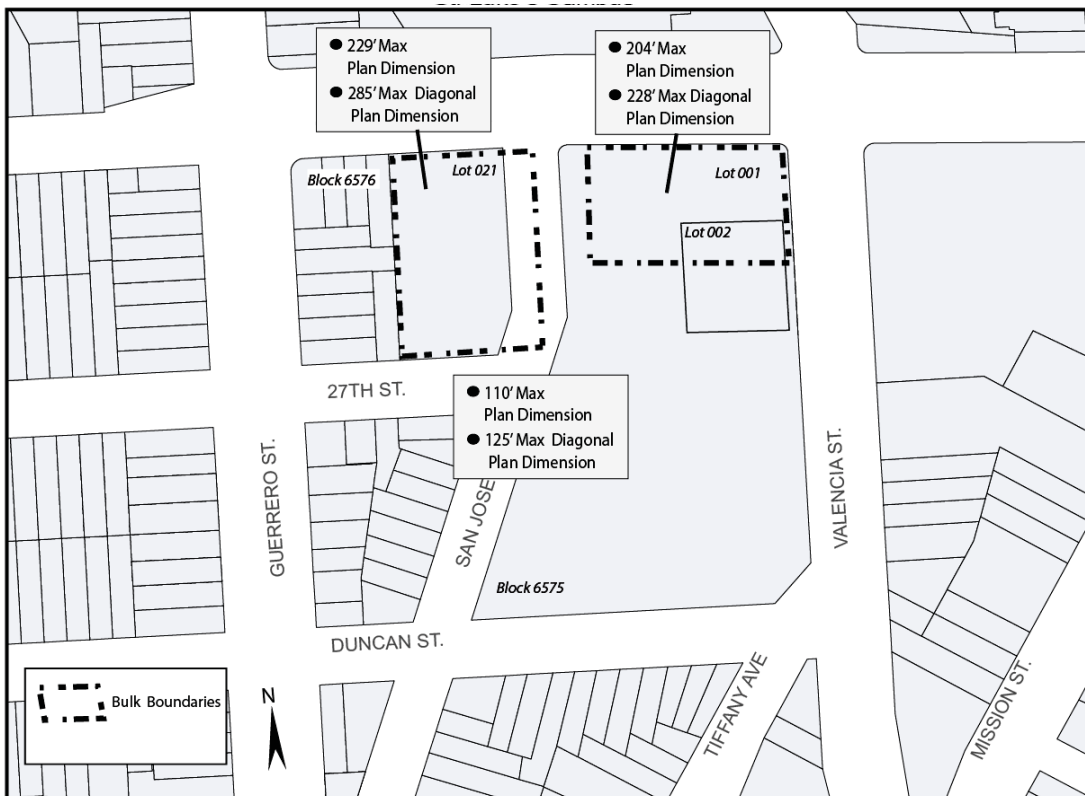 ● 229' Max
Plan Dimension
● 285' Max Diagonal
Plan Dimension
● 204' Max
Plan Dimension
● 228' Max Diagonal
Plan Dimension
Block 6576
Lot 021
Lot 001
Lot 002
27TH ST.
● 110' Max
Plan Dimension
● 125' Max Diagonal
Plan Dimension
GUERRERO ST.
SAN JOSE
VALENCIA ST.
Block 6575
DUNCAN ST.
Bulk Boundaries
N
TIFFANY AVE
MISSION ST.